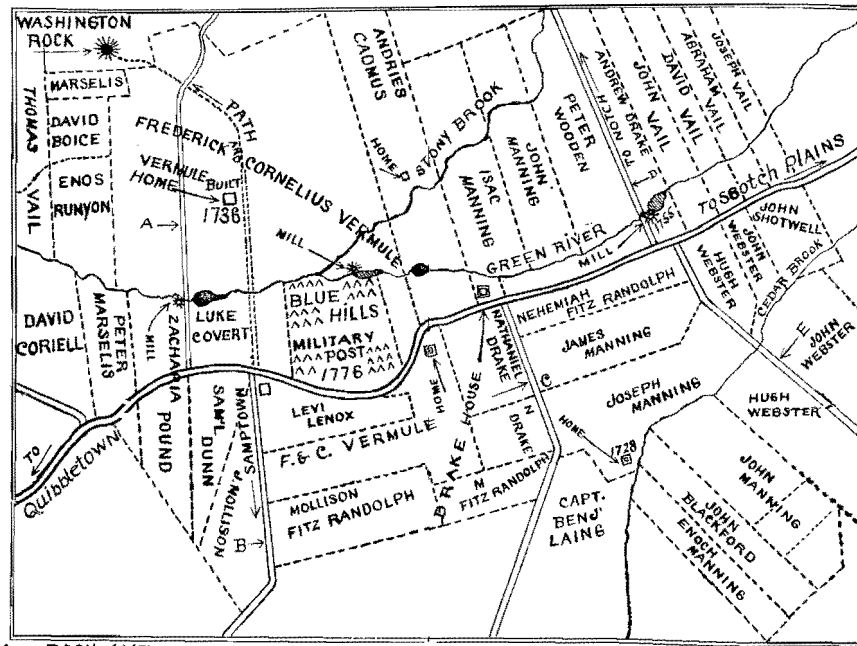 WASHINGTON
ROCK
MARSELIS
THOMAS
VAIL
DAVID
BOICE
ENOS
RUNYON
PATH
FREDERICK AND CORNELIUS VERMULE
VERMULE
HOME
BUILT
1736
A
ANDRIES
CADMUS
HOME
STONY BROOK
ISAC
MANNING
JOHN
MANNING
PETER
WOODEN
TO NOTCH
ANDREW DRAKE
JOHN VAIL
DAVID VAIL
ABRAHAM VAIL
JOSEPH VAIL
MILL
GREEN RIVER
MILL
1755
TO SCOTCH PLAINS
JOHN
SHOTWELL
JOHN
WEBSTER
HUGH
WEBSTER
CEDAR BROOK
E
JOHN
WEBSTER
HUGH
WEBSTER
DAVID
CORIELL
PETER
MARSELIS
MILL
ZACHARIA
POUND
LUKE
COVERT
BLUE
HILLS
MILITARY
POST
1776
SAML
DUNN
SAMPTOWN
P. MOLLISON
B
LEVI
LENOX
F. & C. VERMULE
MOLLISON
FITZ RANDOLPH
HOME
DRAKE HOUSE
NATHANIEL
DRAKE
C
N
DRAKE
M
FITZ RANDOLPH
NEHEMIAH
FITZ RANDOLPH
JAMES
MANNING
JOSEPH
MANNING
HOME
1728
CAPT.
BENJ'
LAING
JOHN
MANNING
JOHN
BLACKFORD
ENOCH
MANNING
TO
Quibbletown